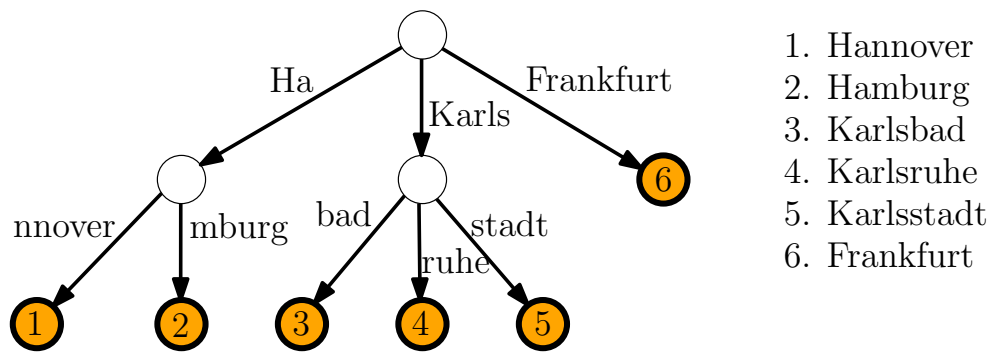 Ha
Karls
Frankfurt
6
nnover
mburg
bad
ruhe
stadt
1
2
3
4
5
1. Hannover
2. Hamburg
3. Karlsbad
4. Karlsruhe
5. Karlsstadt
6. Frankfurt